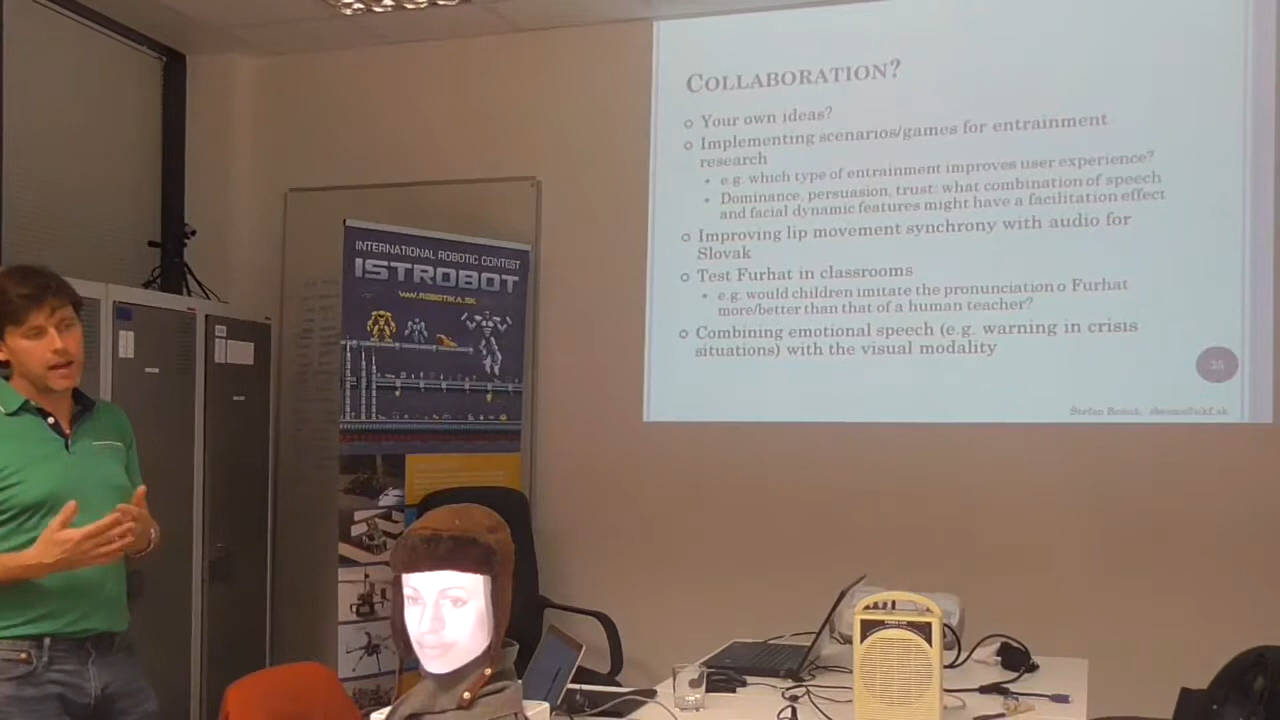 COLLABORATION?
Your own ideas?
Implementing scenarios/games for entrainment
research
e.g. which type of entrainment improves user experience?
Dominance, persuasion, trust: what combination of speech
and facial dynamic features might have a facilitation effect
Improving lip movement synchrony with audio for
Slovak
Test Furhat in classrooms
e.g. would children imitate the pronunciation o Furhat
more/better than that of a human teacher?
Combining emotional speech (e.g. warning in crisis
situations) with the visual modality
Štefan Beňuš,
INTERNATIONAL ROBOTIC CONTEST
ISTROBOT
WWW.ROBOTIKA.SK